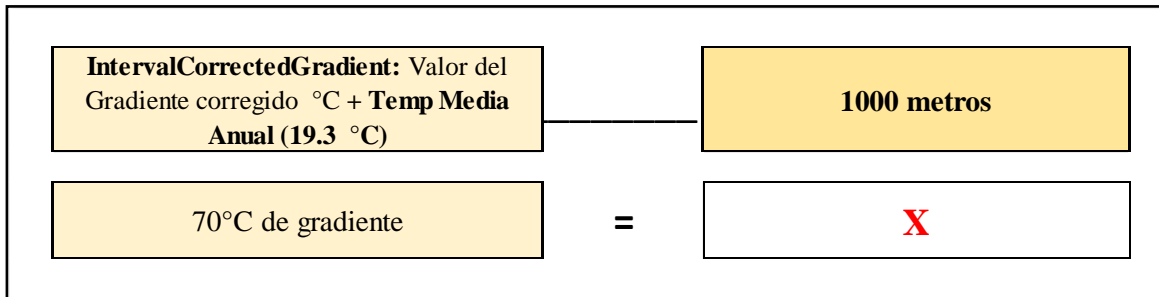 IntervalCorrectedGradient: Valor del
Gradiente corregido °C + Temp Media
Anual (19.3 °C)
1000 metros
70°C de gradiente
=
X